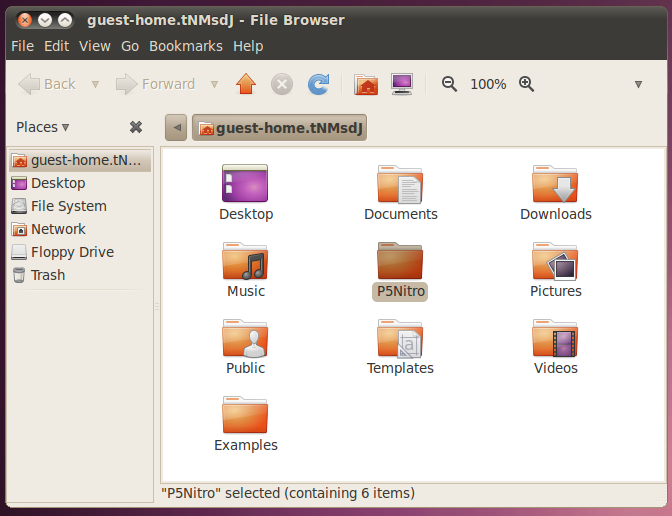 guest-home.tNMsdJ - File Browser
File Edit View Go Bookmarks Help
Back Forward 100%
Places
guest-home.tNMsdJ
guest-home.tN...
Desktop
File System
Network
Floppy Drive
Trash
Desktop Documents Downloads
Music P5Nitro Pictures
Public Templates Videos
Examples
"P5Nitro" selected (containing 6 items)